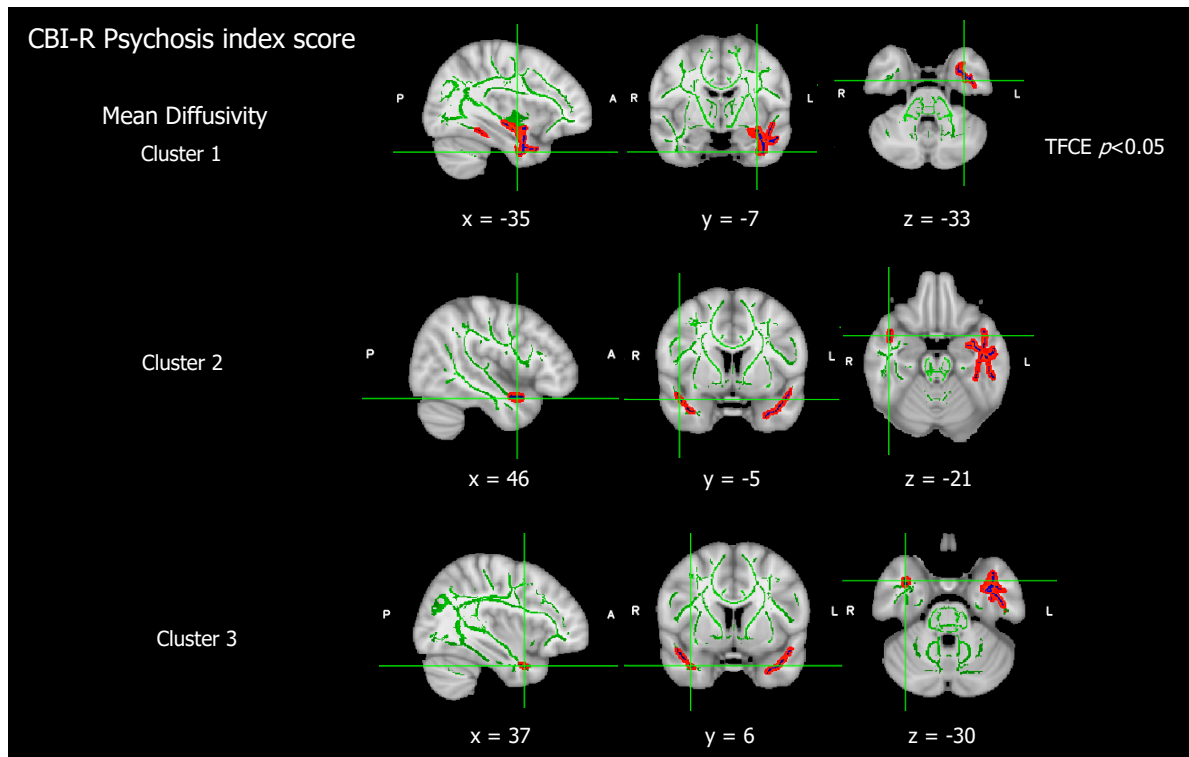 CBI-R Psychosis index score
Mean Diffusivity
Cluster 1
P
A R
L
R
L
TFCE p<0.05
x = -35
y = -7
z = -33
Cluster 2
P
A R
L
R
L
x = 46
y = -5
z = -21
Cluster 3
P
A
R
L R
L
x = 37
y = 6
z = -30